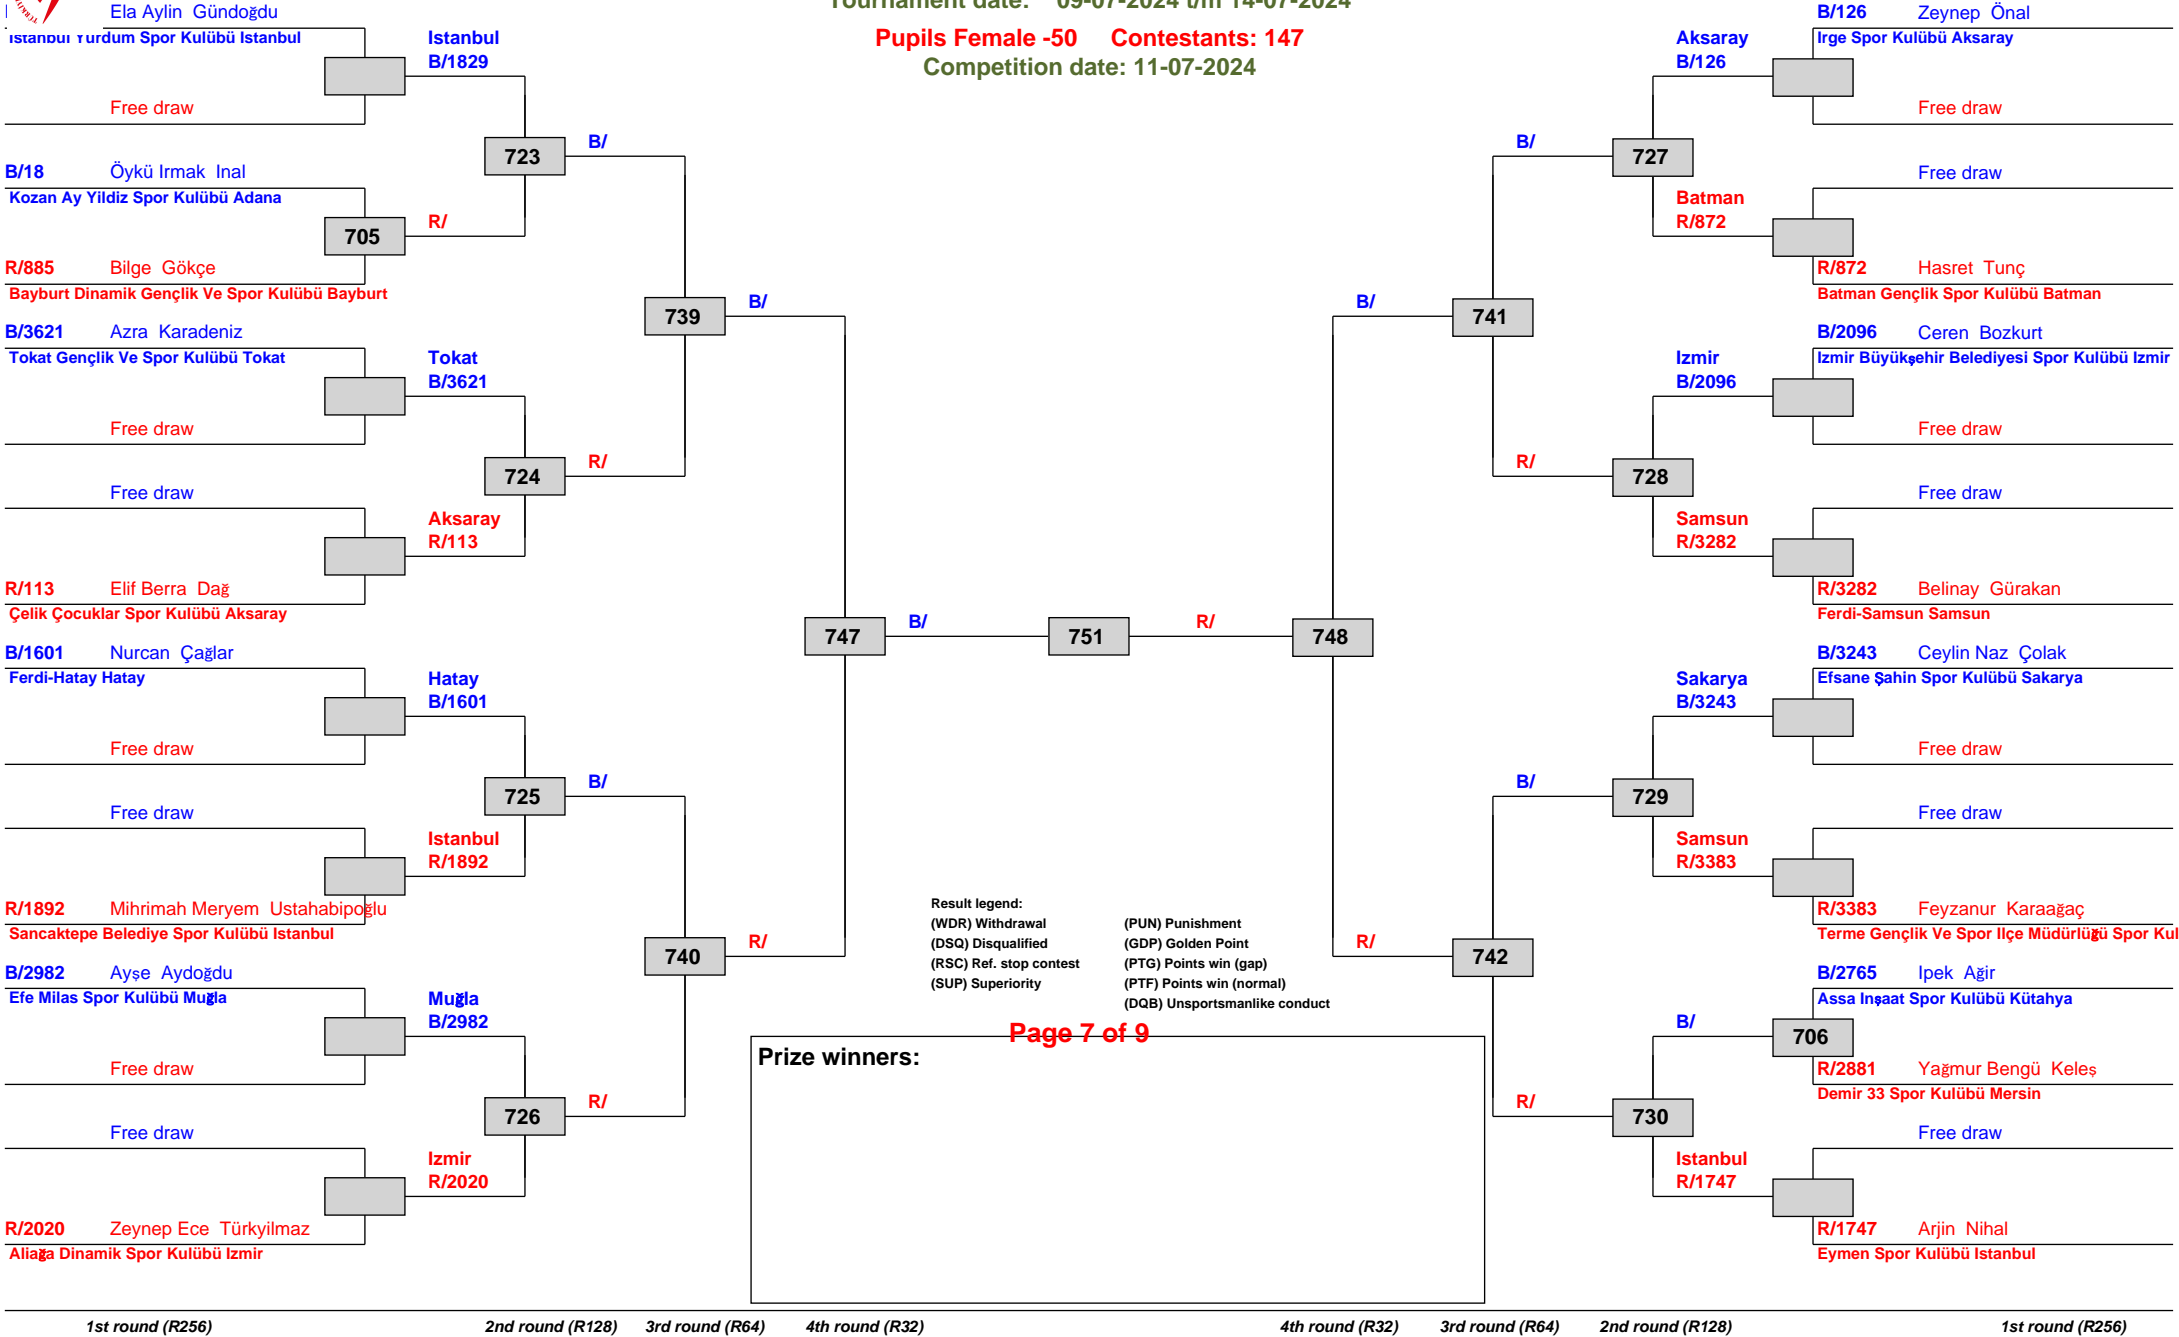 Tournament date: 09-07-2024 t/m 14-07-2024
Pupils Female -50 Contestants: 147
Competition date: 11-07-2024
Ela Aylin Gündoğdu
Istanbul Yurdum Spor Kulübü Istanbul
Free draw
B/18 Öykü Irmak Inal
Kozan Ay Yildiz Spor Kulübü Adana
R/885 Bilge Gökçe
Bayburt Dinamik Gençlik Ve Spor Kulübü Bayburt
B/3621 Azra Karadeniz
Tokat Gençlik Ve Spor Kulübü Tokat
Free draw
Free draw
R/113 Elif Berra Dağ
Çelik Çocuklar Spor Kulübü Aksaray
B/1601 Nurcan Çağlar
Ferdi-Hatay Hatay
Free draw
Free draw
R/1892 Mihrimah Meryem Ustahabipoğlu
Sancaktepe Belediye Spor Kulübü Istanbul
B/2982 Ayşe Aydoğdu
Efe Milas Spor Kulübü Muğla
Free draw
Free draw
R/2020 Zeynep Ece Türkyilmaz
Aliağa Dinamik Spor Kulübü Izmir
705
Istanbul
B/1829
R/
Tokat
B/3621
Aksaray
R/113
Hatay
B/1601
Istanbul
R/1892
Muğla
B/2982
Izmir
R/2020
723
724
725
726
B/
R/
B/
R/
739
740
B/
R/
747
B/
751
R/
748
B/
R/
741
742
B/
R/
B/
R/
727
728
729
730
Aksaray
B/126
Batman
R/872
Izmir
B/2096
Samsun
R/3282
Sakarya
B/3243
Samsun
R/3383
B/
Istanbul
R/1747
706
B/126 Zeynep Önal
Irge Spor Kulübü Aksaray
Free draw
Free draw
R/872 Hasret Tunç
Batman Gençlik Spor Kulübü Batman
B/2096 Ceren Bozkurt
Izmir Büyükşehir Belediyesi Spor Kulübü Izmir
Free draw
Free draw
R/3282 Belinay Gürakan
Ferdi-Samsun Samsun
B/3243 Ceylin Naz Çolak
Efsane Şahin Spor Kulübü Sakarya
Free draw
Free draw
R/3383 Feyzanur Karaağaç
Terme Gençlik Ve Spor Ilçe Müdürlüğü Spor Kul
B/2765 Ipek Ağir
Assa Inşaat Spor Kulübü Kütahya
R/2881 Yağmur Bengü Keleş
Demir 33 Spor Kulübü Mersin
Free draw
R/1747 Arjin Nihal
Eymen Spor Kulübü Istanbul
Result legend:
(WDR) Withdrawal (PUN) Punishment
(DSQ) Disqualified (GDP) Golden Point
(RSC) Ref. stop contest (PTG) Points win (gap)
(SUP) Superiority (PTF) Points win (normal)
(DQB) Unsportsmanlike conduct
Page 7 of 9
Prize winners:
1st round (R256) 2nd round (R128) 3rd round (R64) 4th round (R32) 4th round (R32) 3rd round (R64) 2nd round (R128) 1st round (R256)